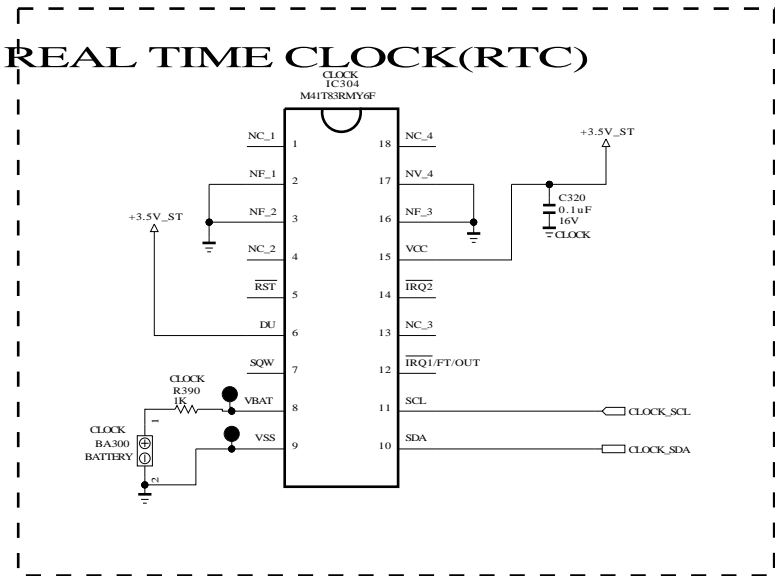 REAL TIME CLOCK(RTC)
CLOCK
IC304
M41T83RMY6F
NC_1
1
18
NC_4
NF_1
2
17
NV_4
NF_2
3
16
NF_3
NC_2
4
15
VCC
RST
5
14
IRQ2
DU
6
13
NC_3
SQW
7
12
IRQ1/FT/OUT
VBAT
8
11
SCL
CLOCK_SCL
VSS
9
10
SDA
CLOCK_SDA
+3.5V_ST
+3.5V_ST
C320
0.1uF
16V
CLOCK
CLOCK
R390
1K
CLOCK
BA300
BATTERY
1
2